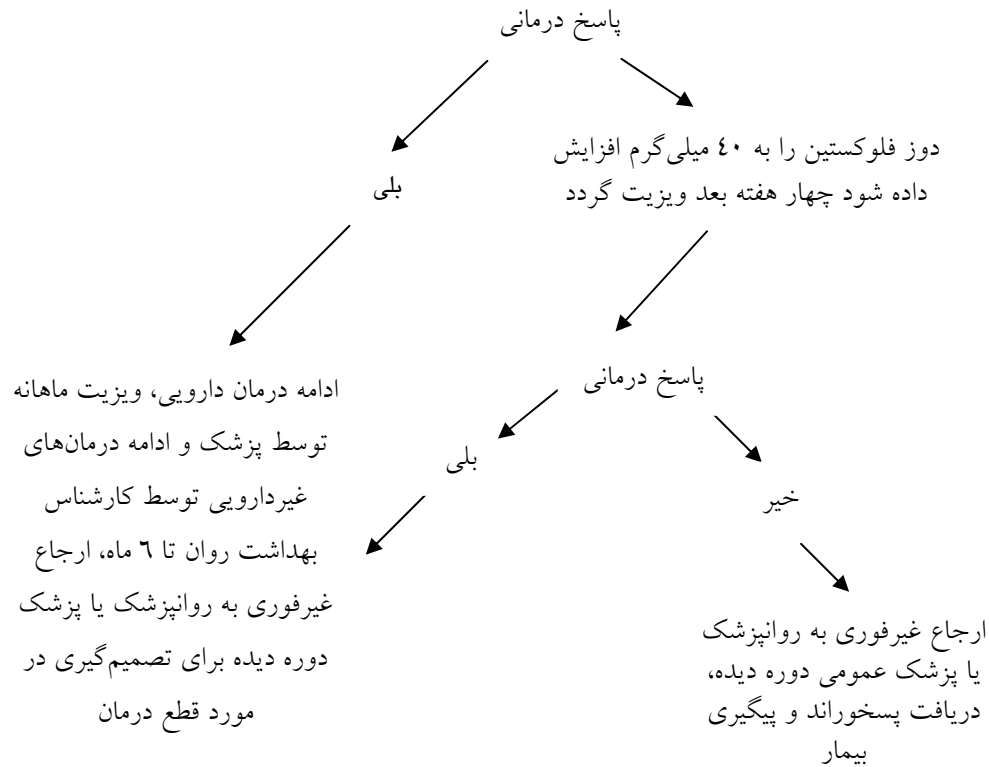 پاسخ درمانی
دوز فلوکستین را به ٤٠ میلی‌گرم افزایش
داده شود چهار هفته بعد ویزیت گردد
بلی
پاسخ درمانی
ادامه درمان دارویی، ویزیت ماهانه
توسط پزشک و ادامه درمان‌های
غیردارویی توسط کارشناس
بهداشت روان تا ٦ ماه، ارجاع
غیرفوری به روانپزشک یا پزشک
دوره دیده برای تصمیم‌گیری در
مورد قطع درمان
بلی
خیر
ارجاع غیرفوری به روانپزشک
یا پزشک عمومی دوره دیده،
دریافت پسخوراند و پیگیری
بیمار